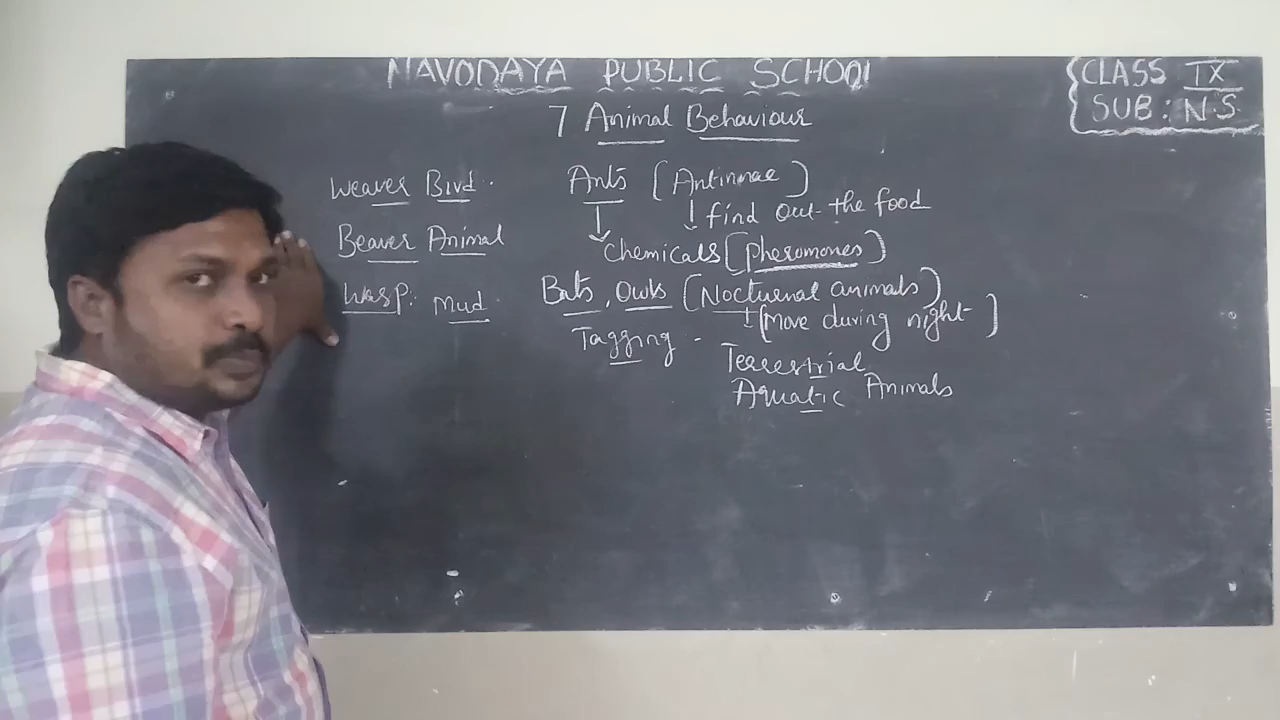 NAVODAYA PUBLIC SCHOOL
CLASS IX
SUB: N.S
7 Animal Behaviour
Weaver Bird.
Beaver Animal
Wasp: Mud.
Ants (Antinnae)
↓ ↓ find out the food
Chemicals (Pheromones)
Bats, Owls (Nocturnal animals)
↓ (Move during night)
Tagging -
Terrestrial
Aquatic Animals